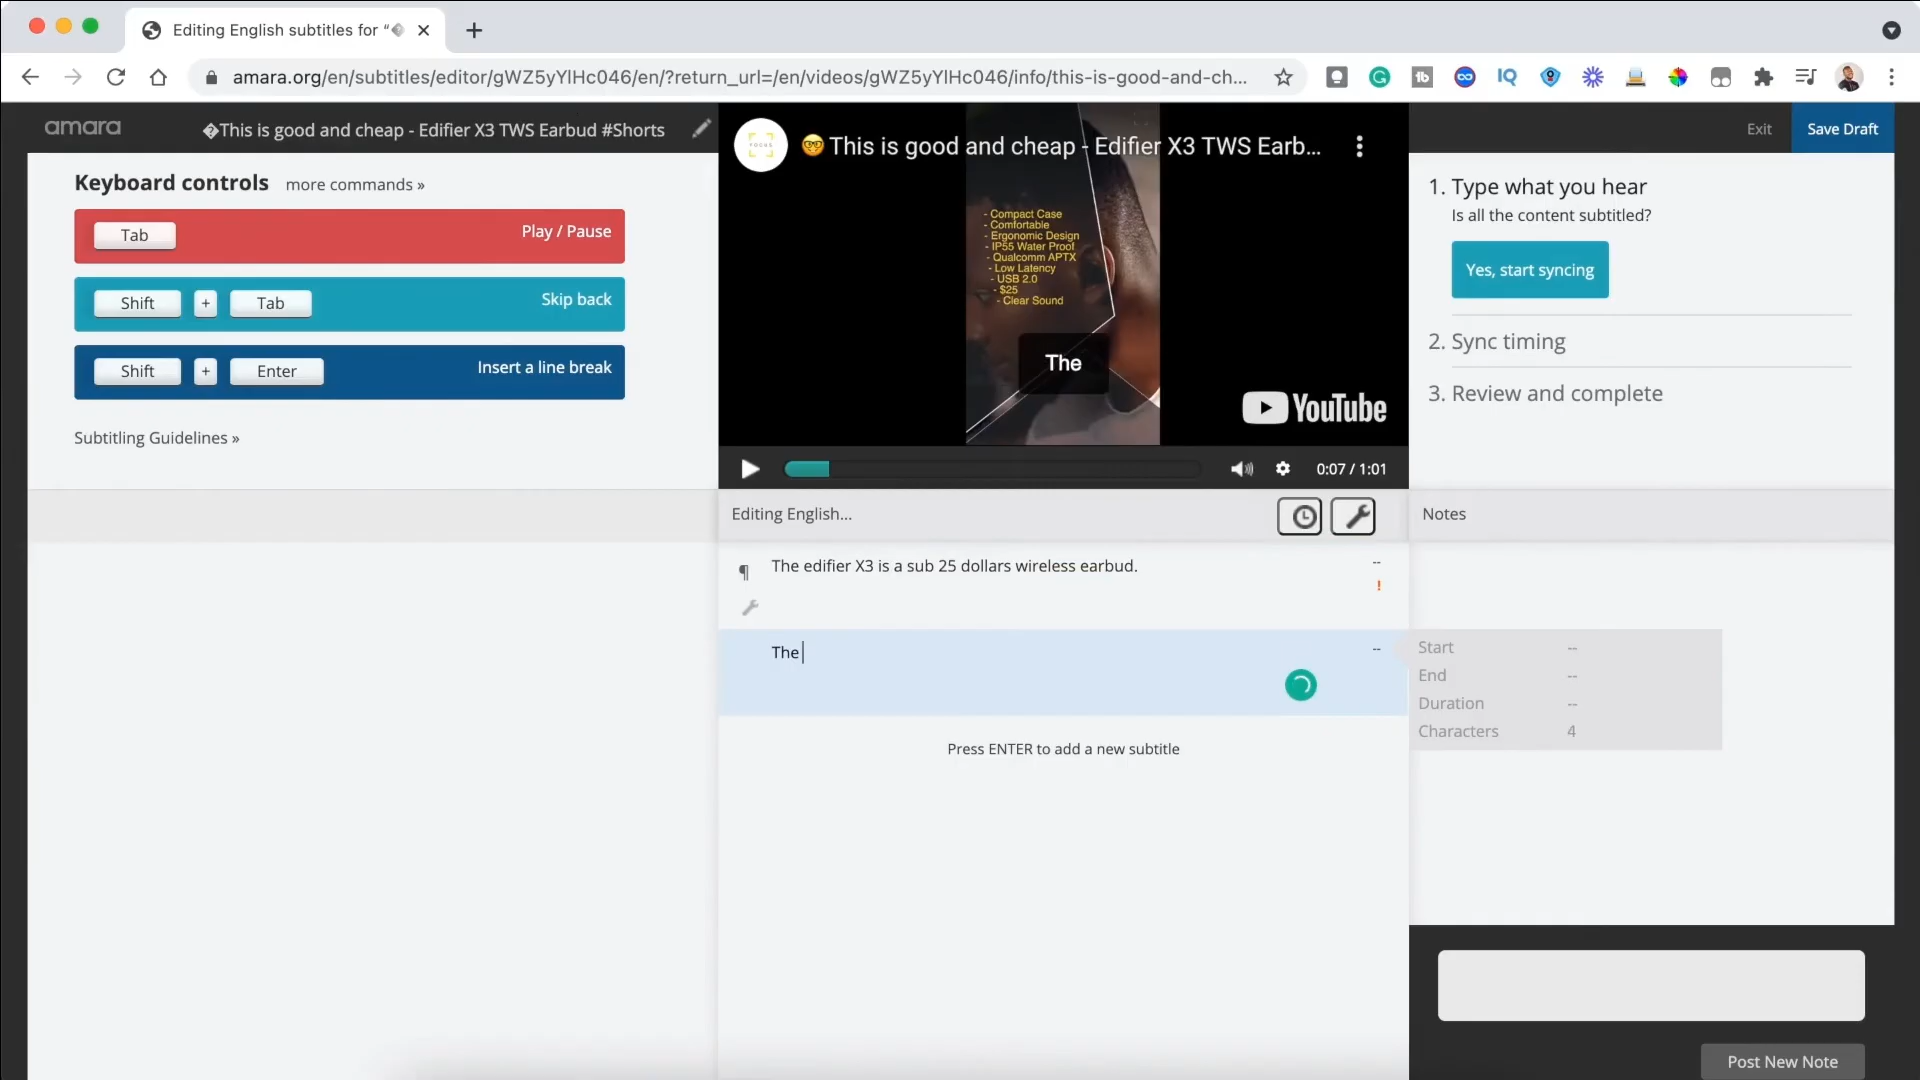 Editing English subtitles for “�
amara.org/en/subtitles/editor/gWZ5yYlHc046/en/?return_url=/en/videos/gWZ5yYlHc046/info/this-is-good-and-ch...
amara
�This is good and cheap - Edifier X3 TWS Earbud #Shorts
Exit
Save Draft
Keyboard controls
more commands »
Tab
Play / Pause
Shift + Tab
Skip back
Shift + Enter
Insert a line break
Subtitling Guidelines »
FOCUS
🤓This is good and cheap - Edifier X3 TWS Earb...
- Compact Case
- Comfortable
- Ergonomic Design
- IP55 Water Proof
- Qualcomm APTX
- Low Latency
- USB 2.0
- $25
- Clear Sound
The
YouTube
0:07 / 1:01
1. Type what you hear
Is all the content subtitled?
Yes, start syncing
2. Sync timing
3. Review and complete
Editing English...
Notes
¶
The edifier X3 is a sub 25 dollars wireless earbud.
--
!
The
--
Press ENTER to add a new subtitle
Start --
End --
Duration --
Characters 4
Post New Note